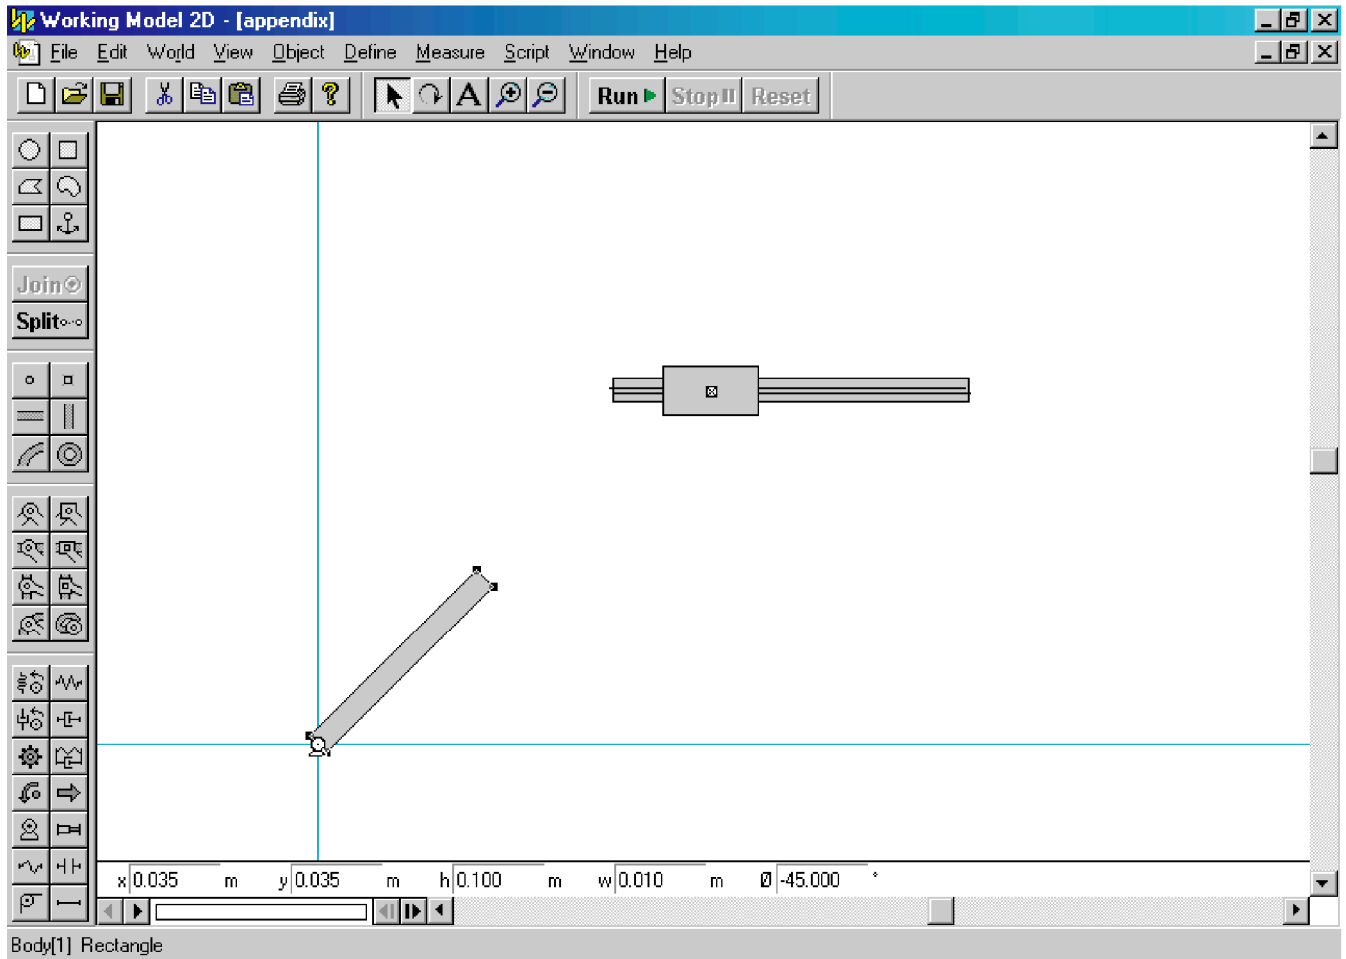 Working Model 2D - [appendix]
File Edit World View Object Define Measure Script Window Help
A Run Stop Reset
Join
Split
x 0.035 m y 0.035 m h 0.100 m w 0.010 m Ø -45.000 °
Body[1] Rectangle